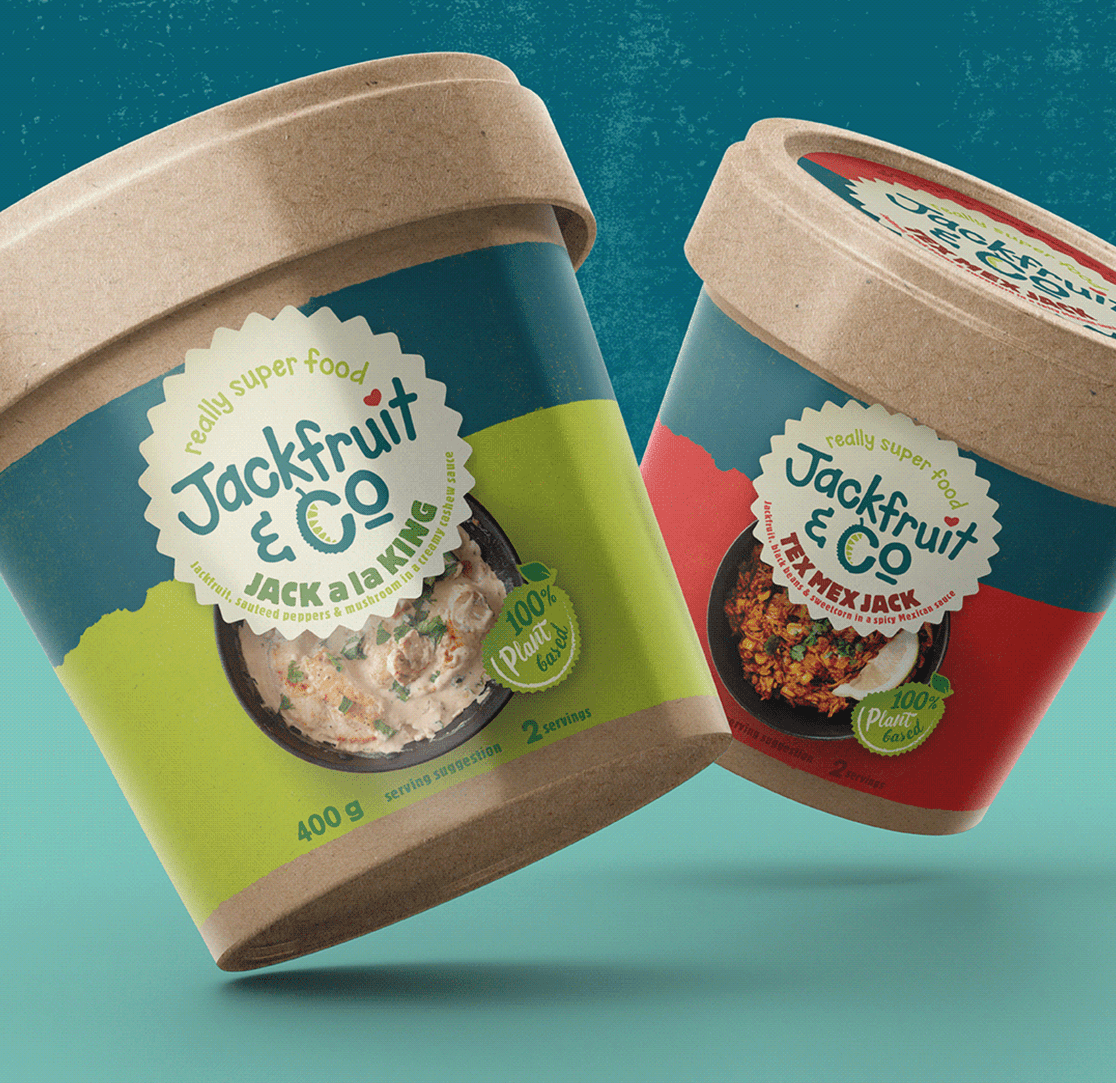 really super food
Jackfruit
& Co
JACK a la KING
Jackfruit, sauteed peppers & mushroom in a creamy cashew sauce
100%
Plant
based
2 servings
serving suggestion
400 g
really super food
Jackfruit
& Co
TEX MEX JACK
really super food
Jackfruit
& Co
TEX MEX JACK
Jackfruit, black beans & sweetcorn in a spicy Mexican sauce
100%
Plant
based
serving suggestion
2 servings